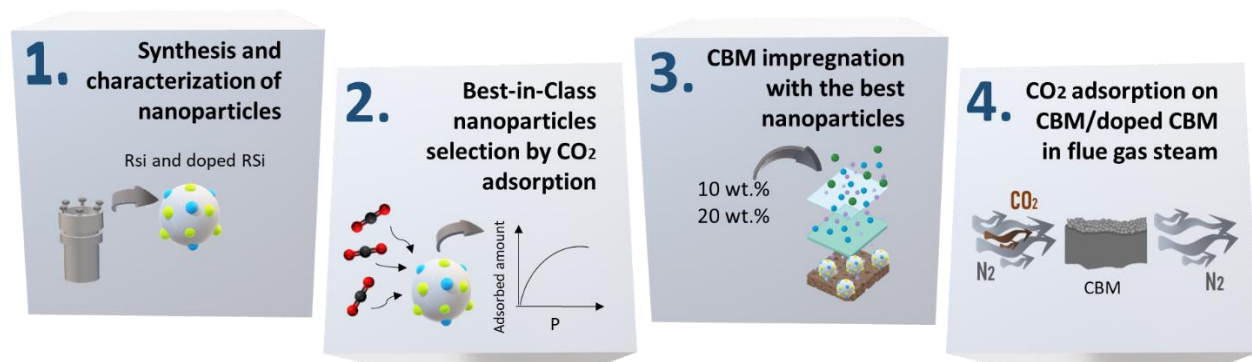 1.
Synthesis and
characterization of
nanoparticles
Rsi and doped RSi
2.
Best-in-Class
nanoparticles
selection by CO₂
adsorption
Adsorbed amount
P
3.
CBM impregnation
with the best
nanoparticles
10 wt.%
20 wt.%
4.
CO₂ adsorption on
CBM/doped CBM
in flue gas steam
CO₂
N₂
CBM
N₂